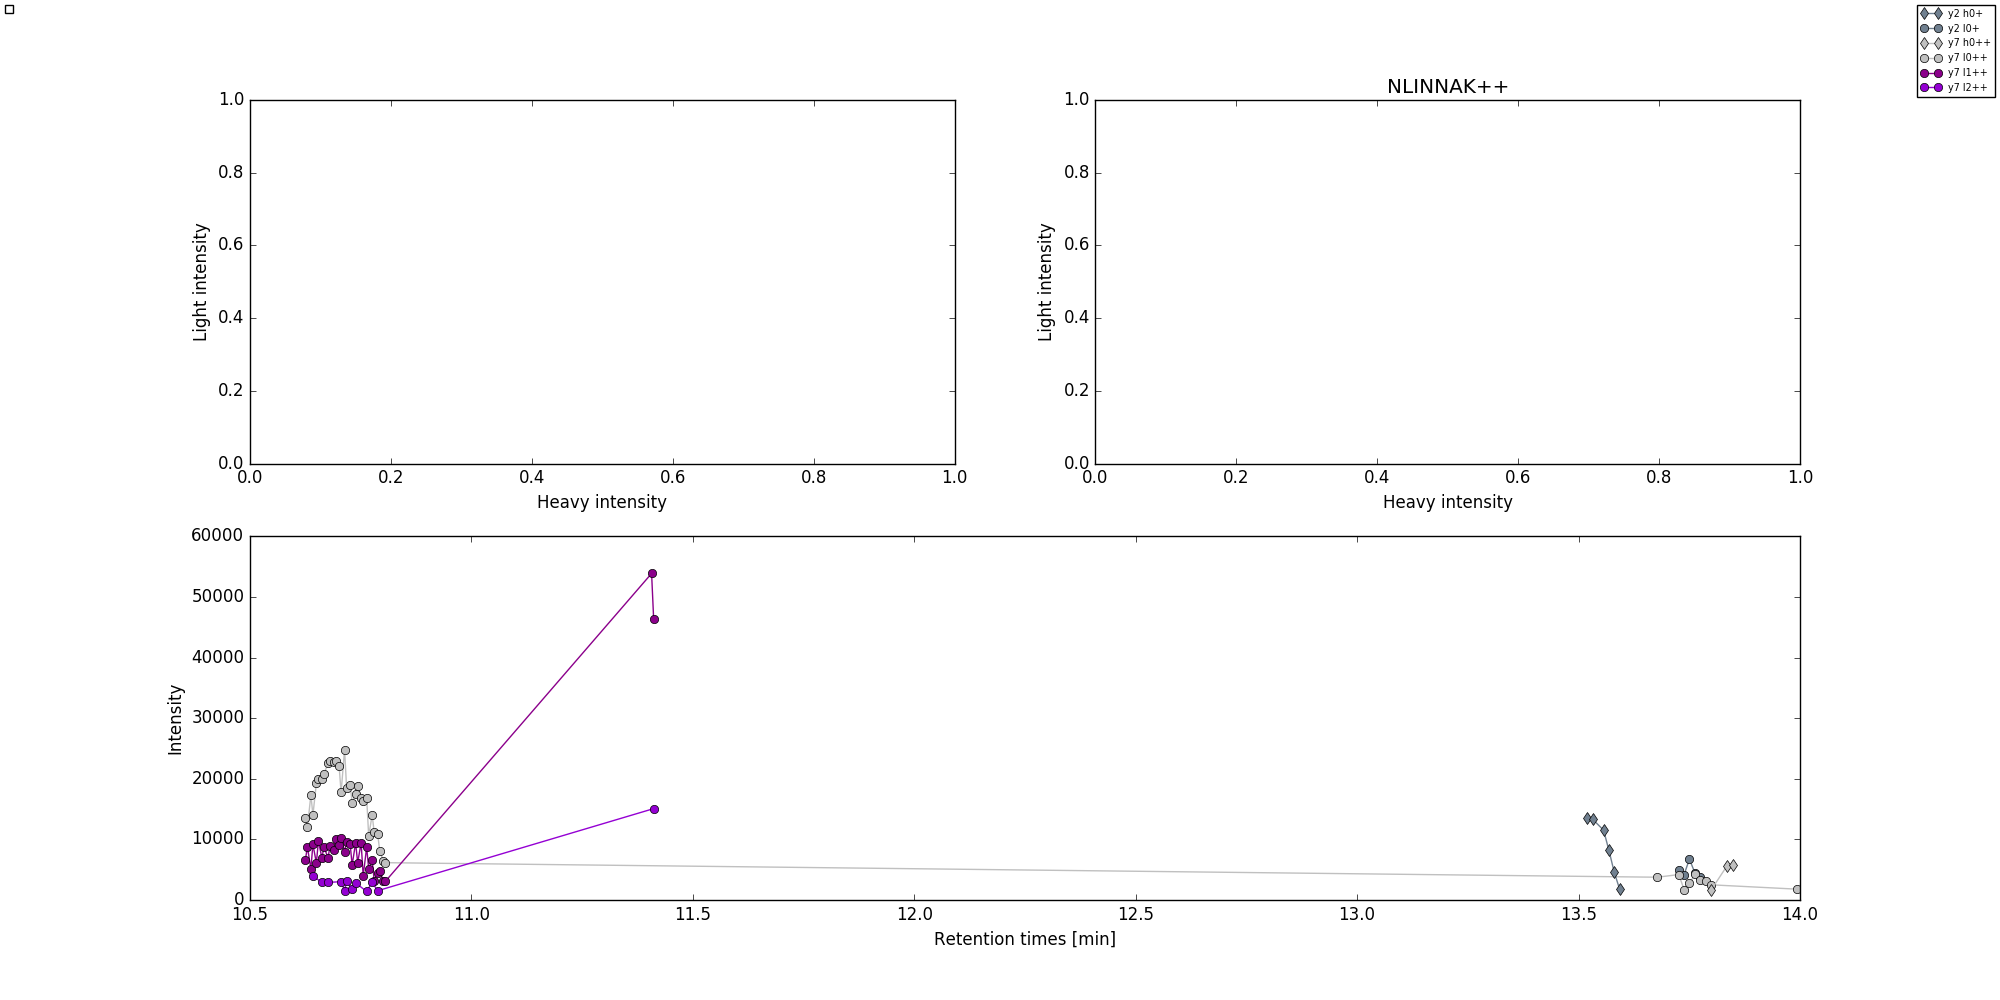 y2 h0+
y2 l0+
y7 h0++
y7 l0++
y7 l1++
y7 l2++
NLINNAK++
1.0
0.8
0.6
0.4
0.2
0.0
Light intensity
0.0 0.2 0.4 0.6 0.8 1.0
Heavy intensity
1.0
0.8
0.6
0.4
0.2
0.0
Light intensity
0.0 0.2 0.4 0.6 0.8 1.0
Heavy intensity
60000
50000
40000
30000
20000
10000
0
Intensity
10.5 11.0 11.5 12.0 12.5 13.0 13.5 14.0
Retention times [min]